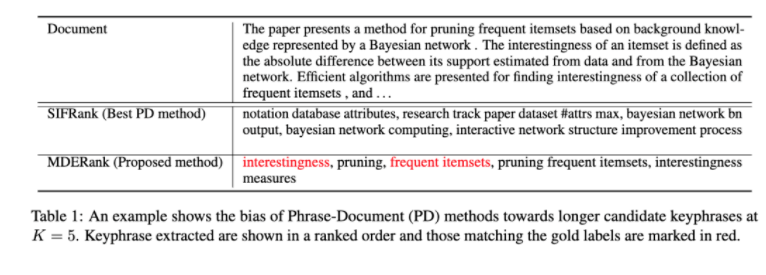 Document
The paper presents a method for pruning frequent itemsets based on background knowl-
edge represented by a Bayesian network . The interestingness of an itemset is defined as
the absolute difference between its support estimated from data and from the Bayesian
network. Efficient algorithms are presented for finding interestingness of a collection of
frequent itemsets , and ...
SIFRank (Best PD method)
notation database attributes, research track paper dataset #attrs max, bayesian network bn
output, bayesian network computing, interactive network structure improvement process
MDERank (Proposed method)
interestingness, pruning, frequent itemsets, pruning frequent itemsets, interestingness
measures
Table 1: An example shows the bias of Phrase-Document (PD) methods towards longer candidate keyphrases at
K = 5. Keyphrase extracted are shown in a ranked order and those matching the gold labels are marked in red.